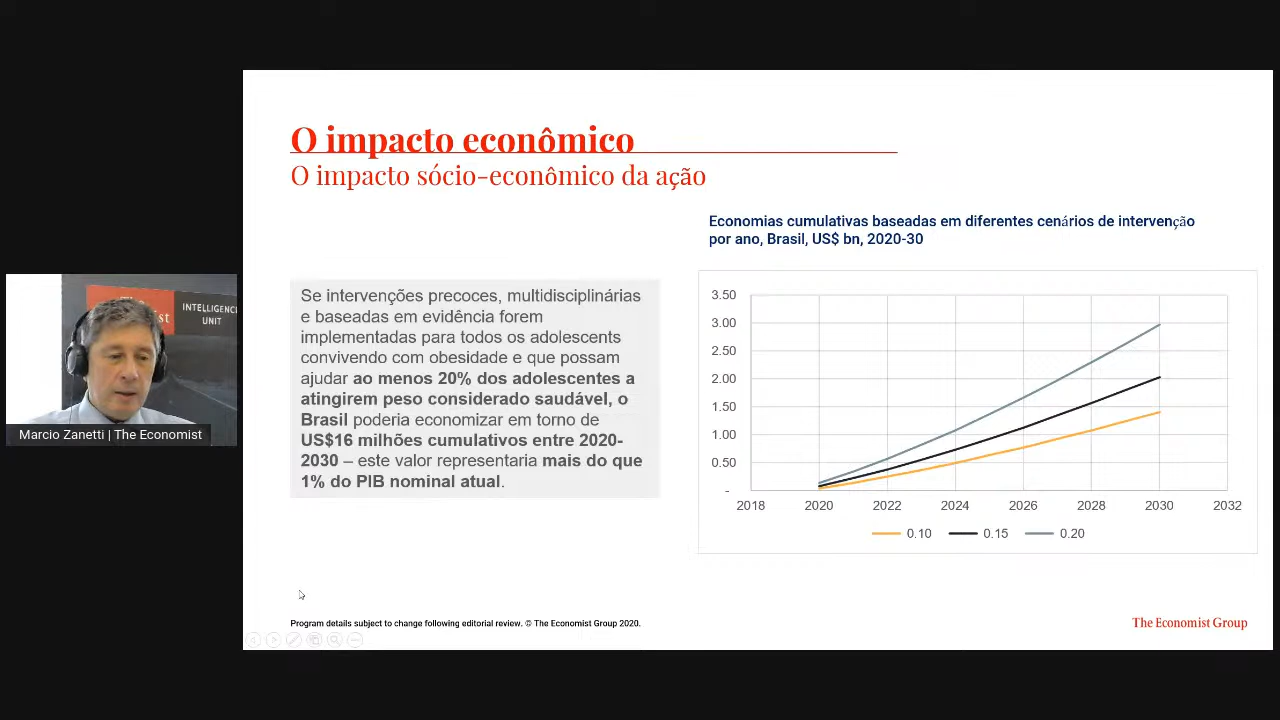 O impacto econômico
O impacto sócio-econômico da ação
Economias cumulativas baseadas em diferentes cenários de intervenção
por ano, Brasil, US$ bn, 2020-30
Se intervenções precoces, multidisciplinárias
e baseadas em evidência forem
implementadas para todos os adolescents
convivendo com obesidade e que possam
ajudar ao menos 20% dos adolescentes a
atingirem peso considerado saudável, o
Brasil poderia economizar em torno de
US$16 milhões cumulativos entre 2020-
2030 – este valor representaria mais do que
1% do PIB nominal atual.
3.50
3.00
2.50
2.00
1.50
1.00
0.50
-
2018 2020 2022 2024 2026 2028 2030 2032
0.10 0.15 0.20
INTELLIGENCE
UNIT
Marcio Zanetti | The Economist
Program details subject to change following editorial review. © The Economist Group 2020.
The Economist Group